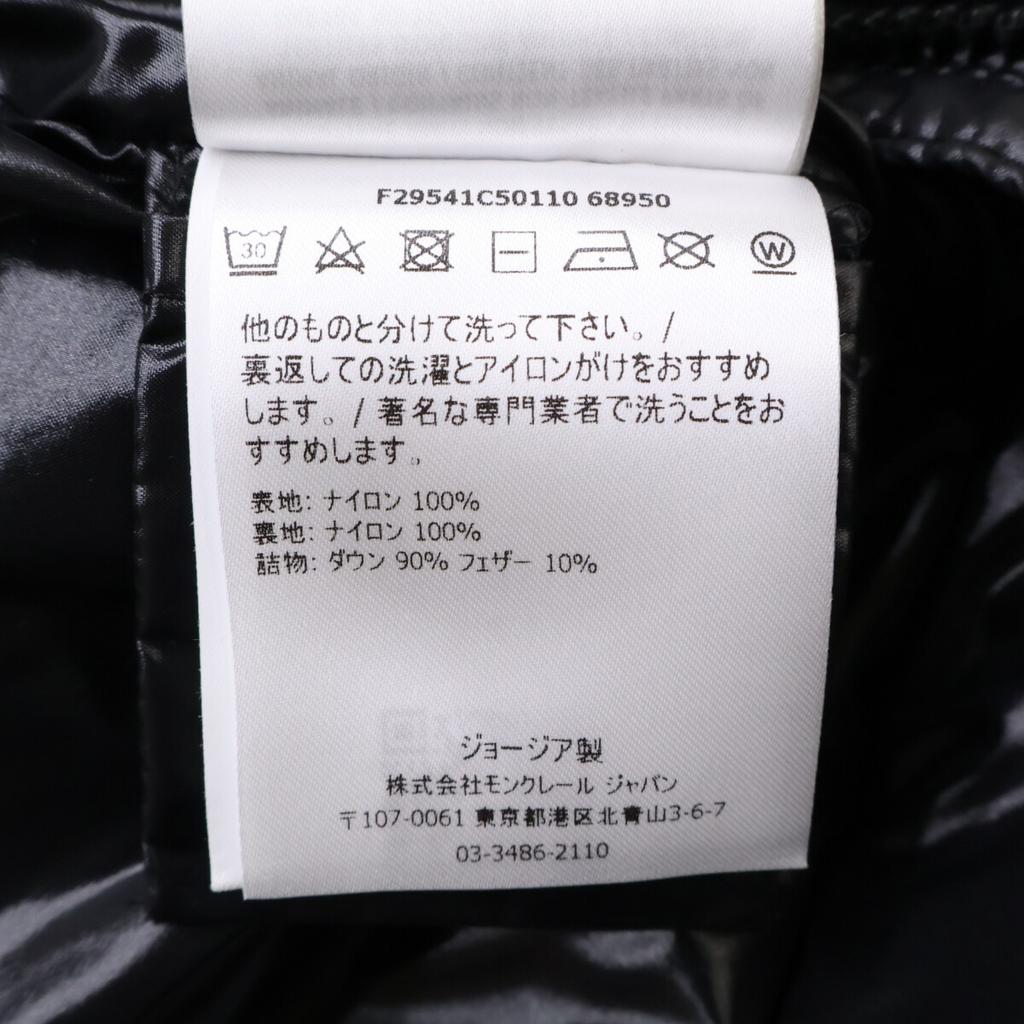 F29541C50110 68950
30
W
他のものと分けて洗って下さい。/
裏返しての洗濯とアイロンがけをおすすめ
します。/ 著名な専門業者で洗うことをお
すすめします。
表地: ナイロン 100%
裏地: ナイロン 100%
詰物: ダウン 90% フェザー 10%
ジョージア製
株式会社モンクレール ジャパン
〒107-0061 東京都港区北青山3-6-7
03-3486-2110